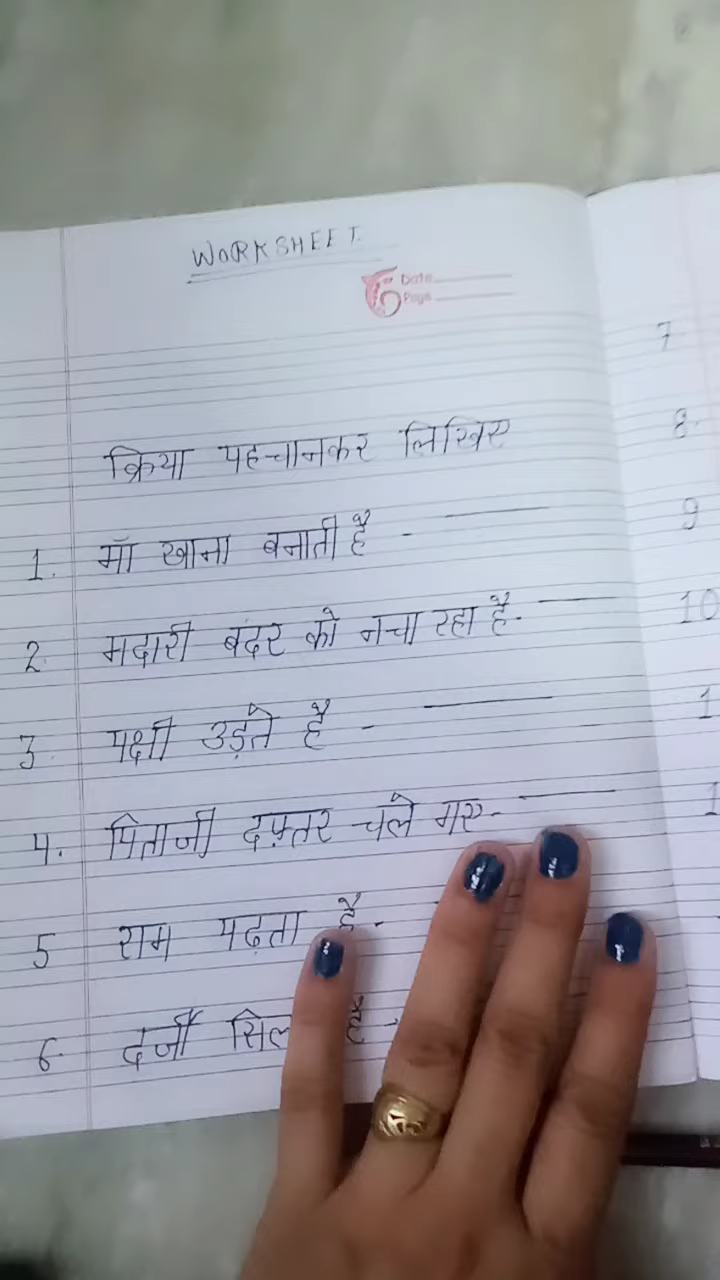 WORKSHEET
Date
Page
क्रिया पहचानकर लिखिए
1. माँ खाना बनाती है -
2. मदारी बंदर को नचा रहा है-
3. पक्षी उड़ते है -
4. पिताजी दफ़्तर चले गए-
5 राम पढ़ता है-
6. दर्जी है -
7
8.
9
10